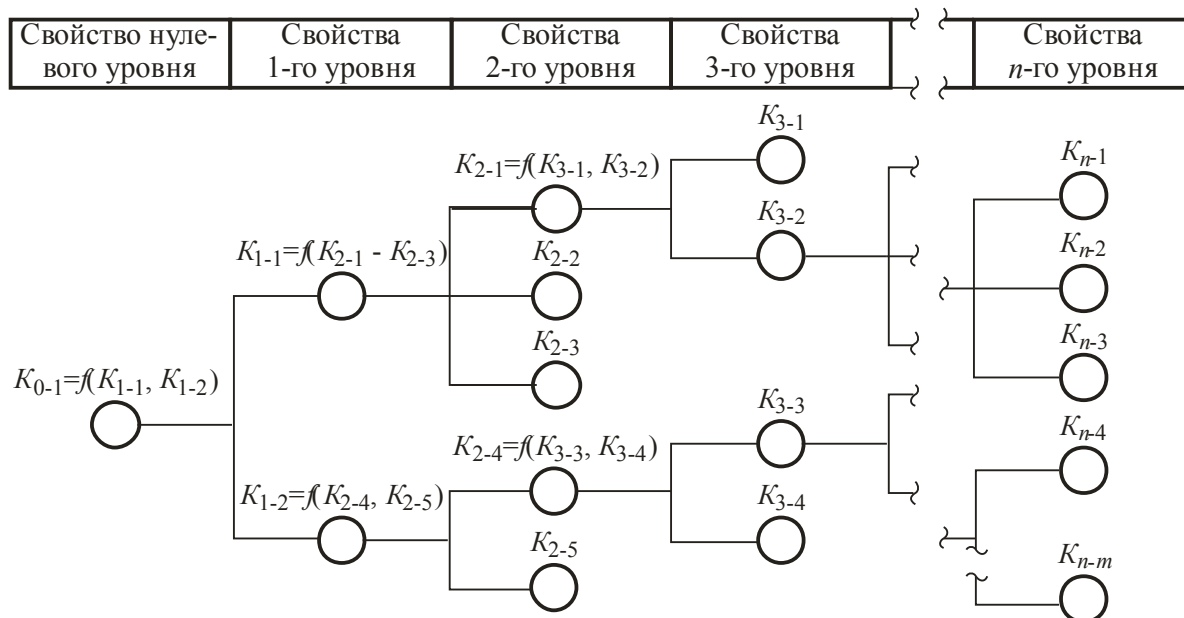 Свойство нуле-
вого уровня
Свойства
1-го уровня
Свойства
2-го уровня
Свойства
3-го уровня
Свойства
n-го уровня
K3-1
K2-1=f(K3-1, K3-2)
Kn-1
K3-2
K1-1=f(K2-1 - K2-3)
K2-2
Kn-2
K2-3
Kn-3
K0-1=f(K1-1, K1-2)
K3-3
K2-4=f(K3-3, K3-4)
Kn-4
K1-2=f(K2-4, K2-5)
K3-4
K2-5
Kn-m